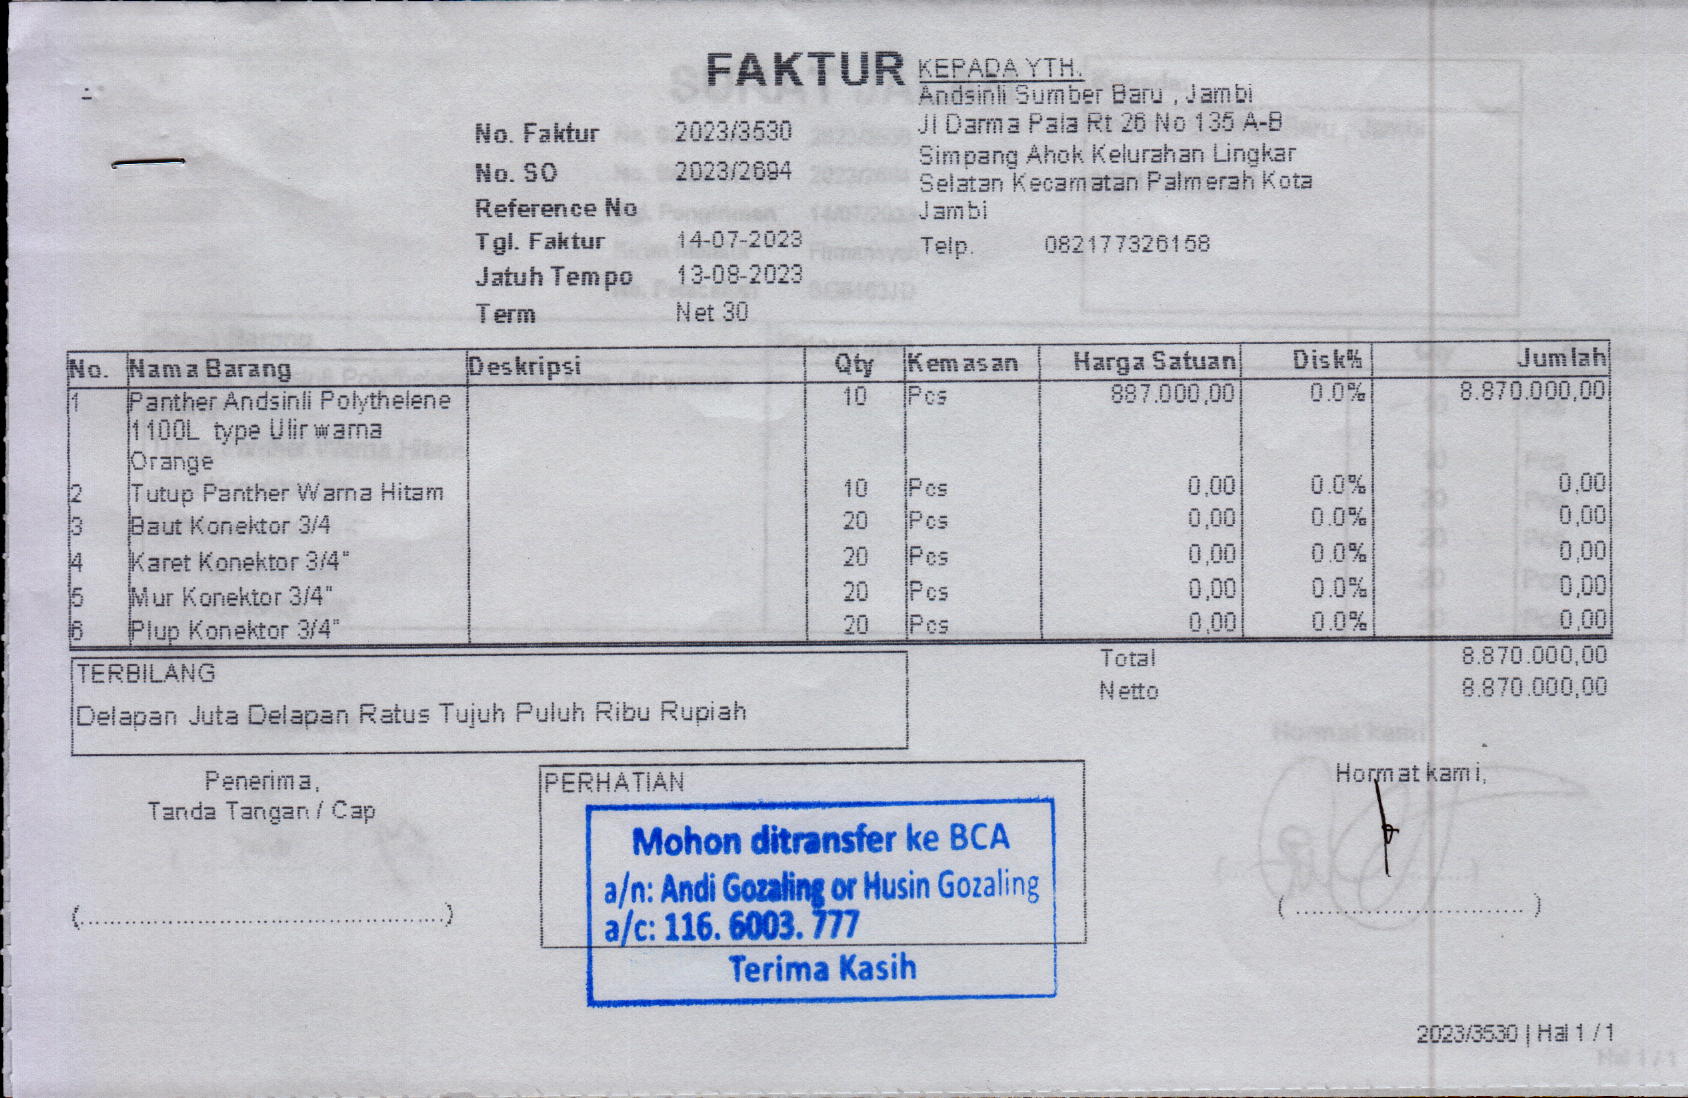 FAKTUR
KEPADA YTH.
Andsinli Sumber Baru , Jambi
Jl Darma Pala Rt 26 No 135 A-B
Simpang Ahok Kelurahan Lingkar
Selatan Kecamatan Palmerah Kota
Jambi
Telp. 082177326158
No. Faktur 2023/3530
No. SO 2023/2694
Reference No
Tgl. Faktur 14-07-2023
Jatuh Tempo 13-08-2023
Term Net 30
No. Nama Barang Deskripsi Qty Kemasan Harga Satuan Disk% Jumlah
1 Panther Andsinli Polythelene 10 Pcs 887.000,00 0.0% 8.870.000,00
1100L type Ulir warna
Orange
2 Tutup Panther Warna Hitam 10 Pcs 0,00 0.0% 0,00
3 Baut Konektor 3/4 20 Pcs 0,00 0.0% 0,00
4 Karet Konektor 3/4" 20 Pcs 0,00 0.0% 0,00
5 Mur Konektor 3/4" 20 Pcs 0,00 0.0% 0,00
6 Plup Konektor 3/4" 20 Pcs 0,00 0.0% 0,00
Total 8.870.000,00
Netto 8.870.000,00
TERBILANG
Delapan Juta Delapan Ratus Tujuh Puluh Ribu Rupiah
Penerima,
Tanda Tangan / Cap
(...........................................)
PERHATIAN
Mohon ditransfer ke BCA
a/n: Andi Gozaling or Husin Gozaling
a/c: 116. 6003. 777
Terima Kasih
Hormat kami,
( ............................ )
2023/3530 | Hal 1 / 1